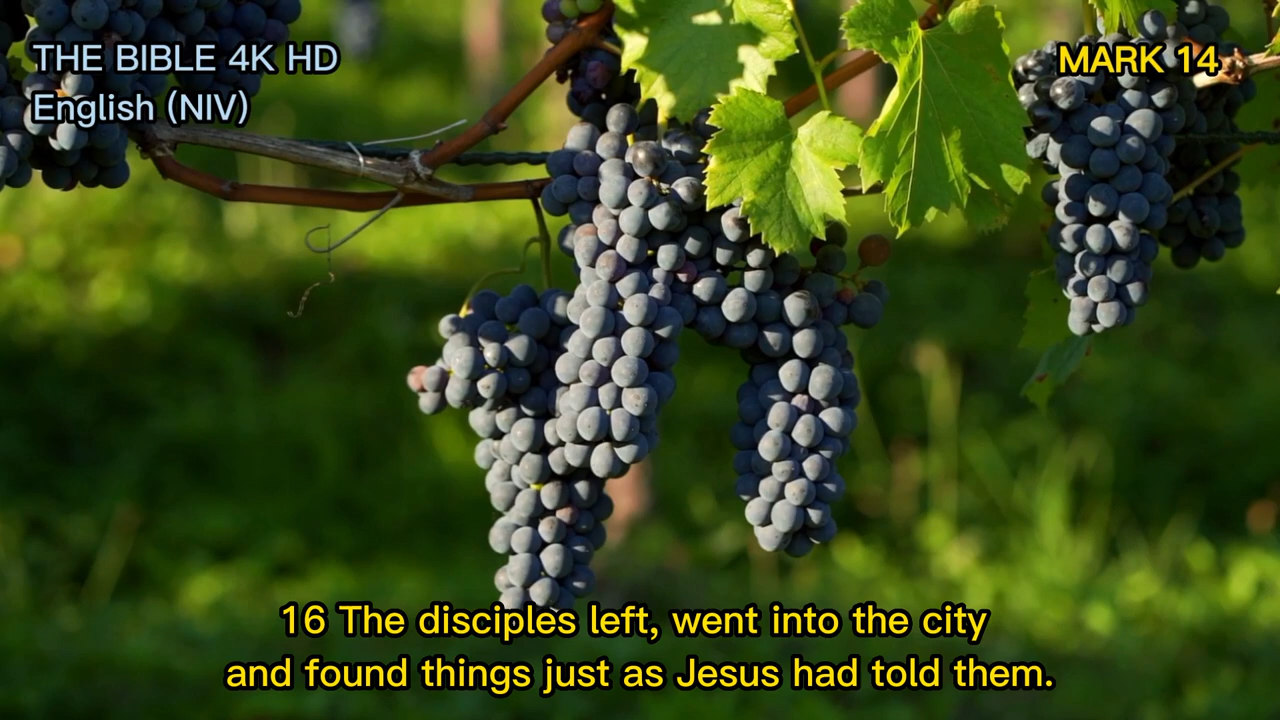 THE BIBLE 4K HD
English (NIV)
MARK 14
16 The disciples left, went into the city
and found things just as Jesus had told them.